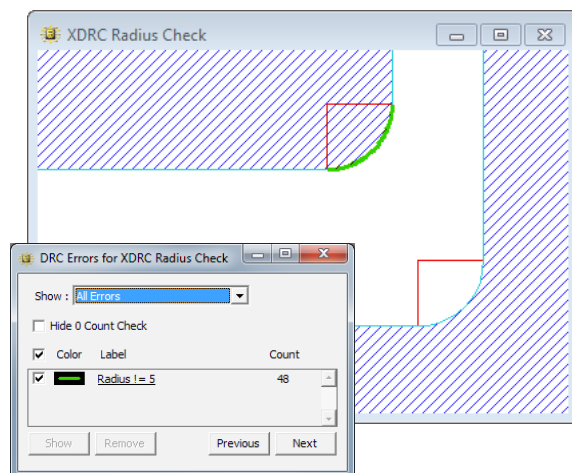 XDRC Radius Check
DRC Errors for XDRC Radius Check
Show : All Errors
Hide 0 Count Check
Color Label Count
Radius != 5 48
Show Remove Previous Next